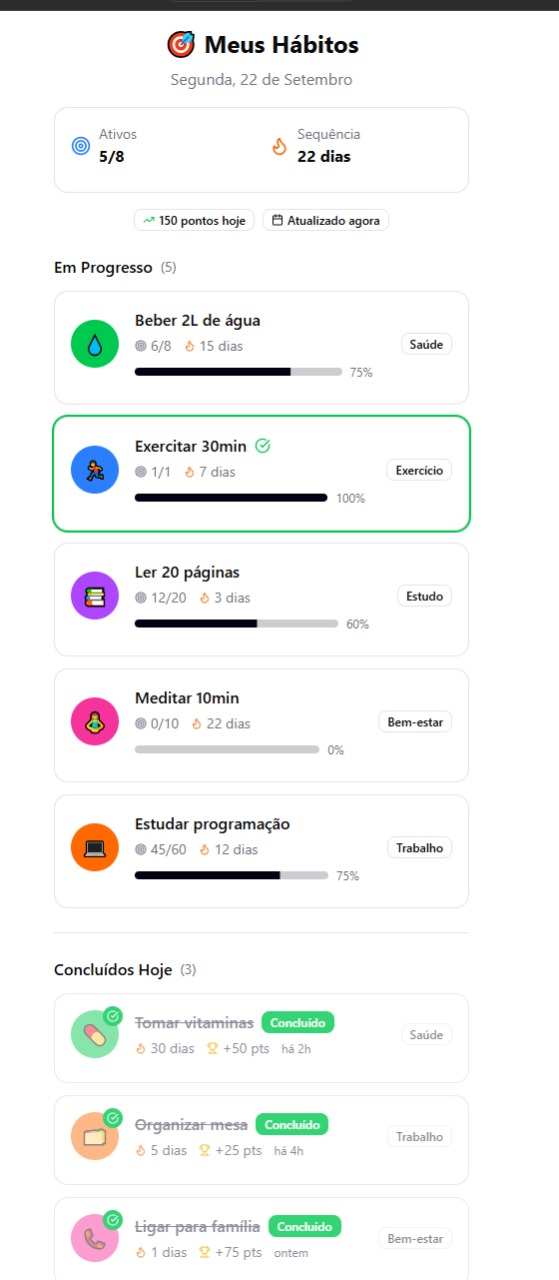 Meus Hábitos
Segunda, 22 de Setembro
Ativos
5/8
Sequência
22 dias
150 pontos hoje
Atualizado agora
Em Progresso (5)
Beber 2L de água
6/8 15 dias
75%
Saúde
Exercitar 30min
1/1 7 dias
100%
Exercício
Ler 20 páginas
12/20 3 dias
60%
Estudo
Meditar 10min
0/10 22 dias
0%
Bem-estar
Estudar programação
45/60 12 dias
75%
Trabalho
Concluídos Hoje (3)
Tomar vitaminas Concluído
30 dias +50 pts há 2h
Saúde
Organizar mesa Concluído
5 dias +25 pts há 4h
Trabalho
Ligar para família Concluído
1 dias +75 pts ontem
Bem-estar